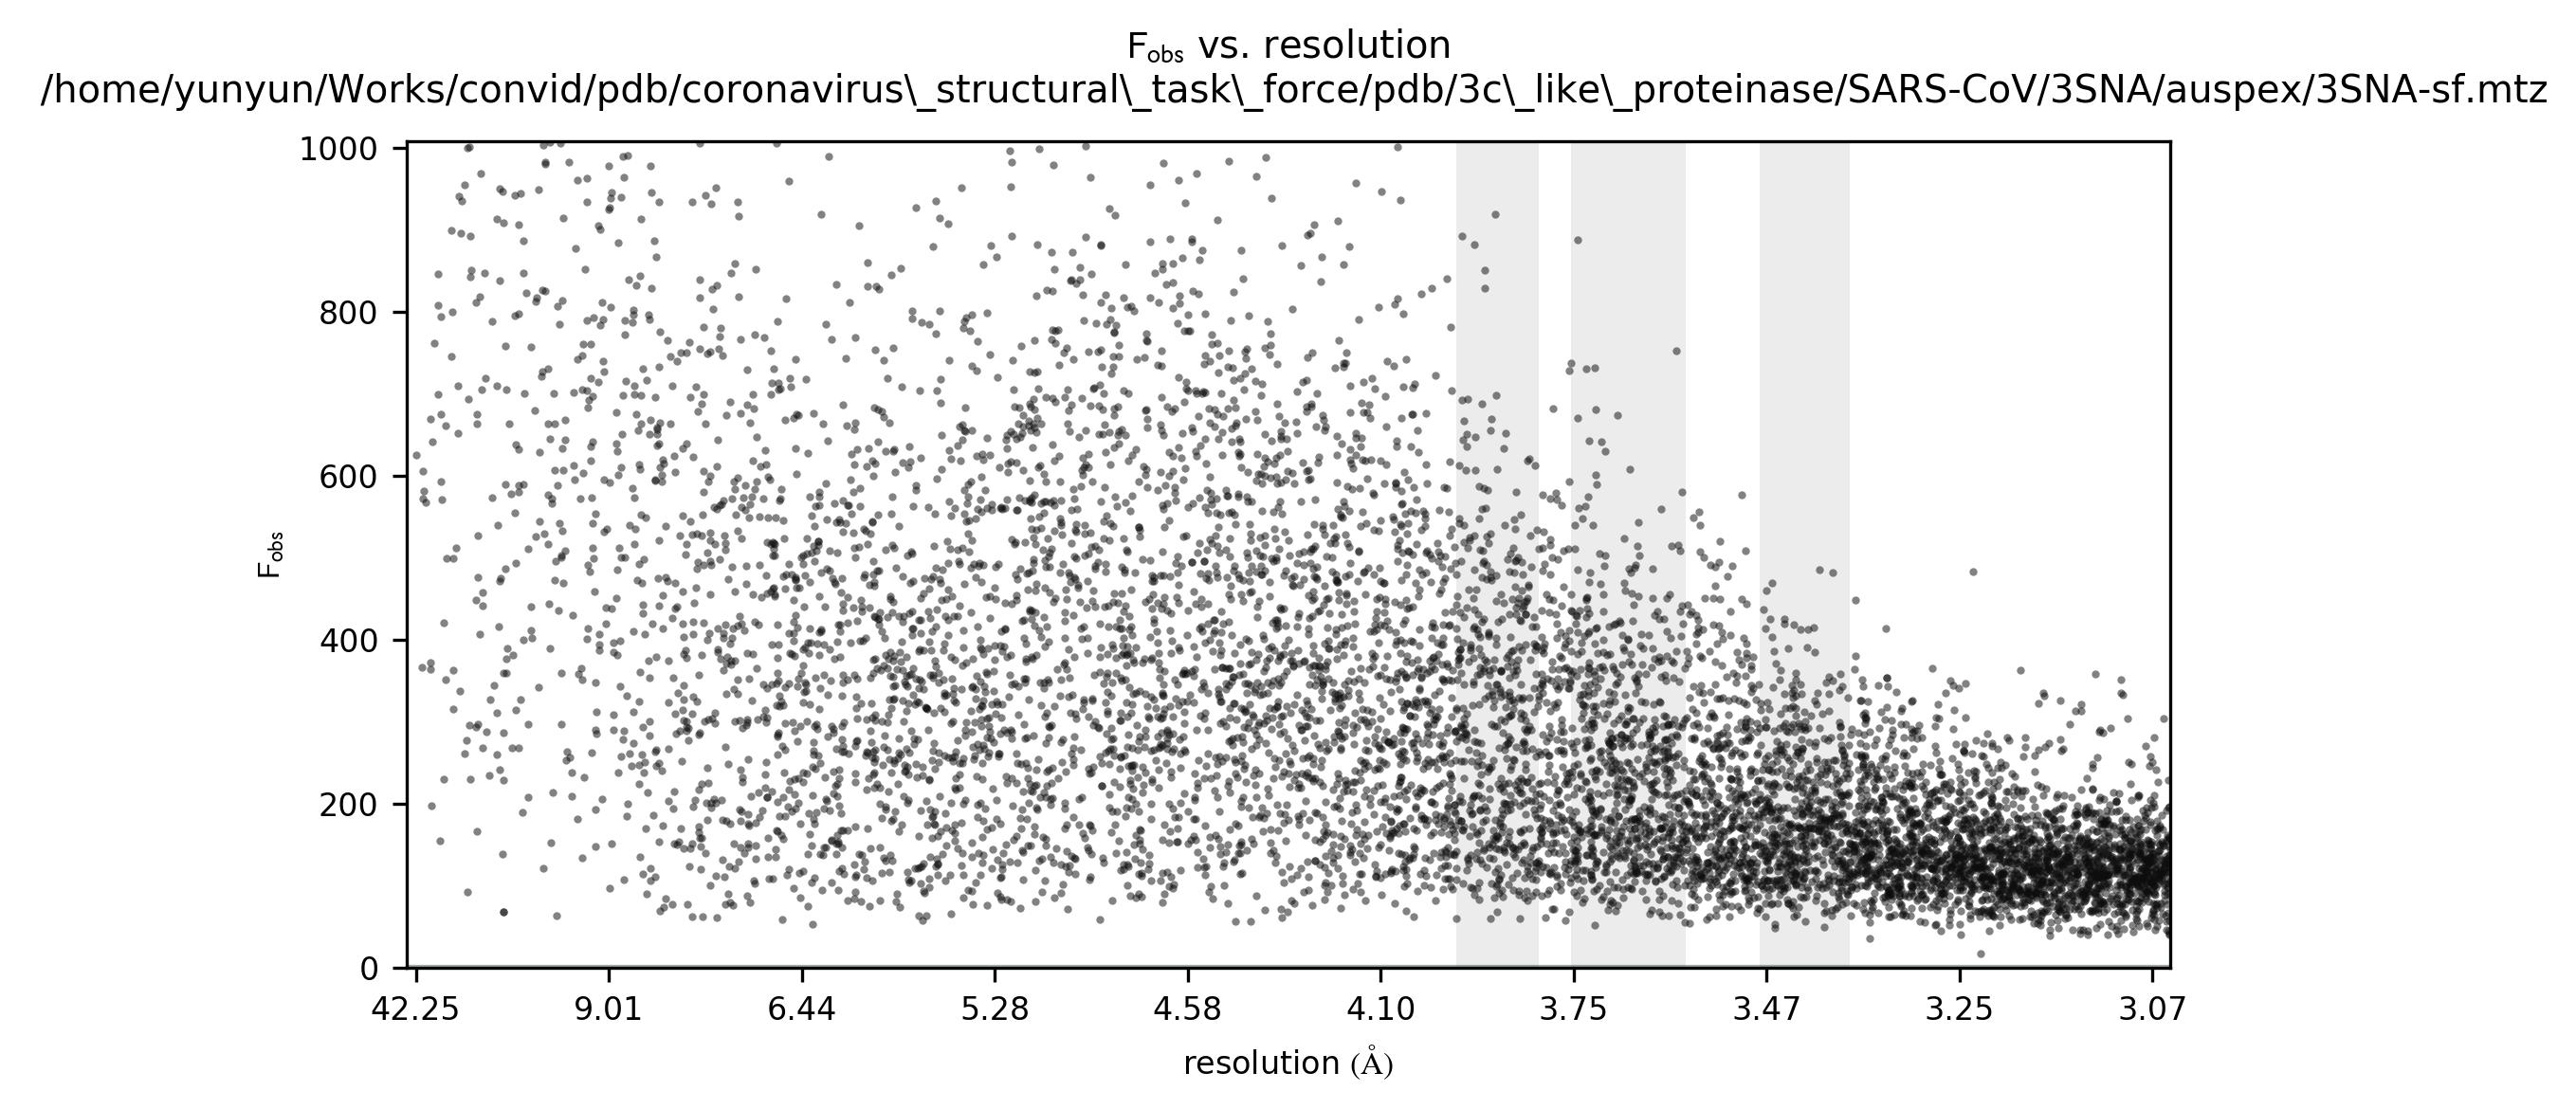 Fobs vs. resolution
/home/yunyun/Works/convid/pdb/coronavirus\_structural\_task\_force/pdb/3c\_like\_proteinase/SARS-CoV/3SNA/auspex/3SNA-sf.mtz
1000
800
600
400
200
0
Fobs
42.25 9.01 6.44 5.28 4.58 4.10 3.75 3.47 3.25 3.07
resolution (Å)